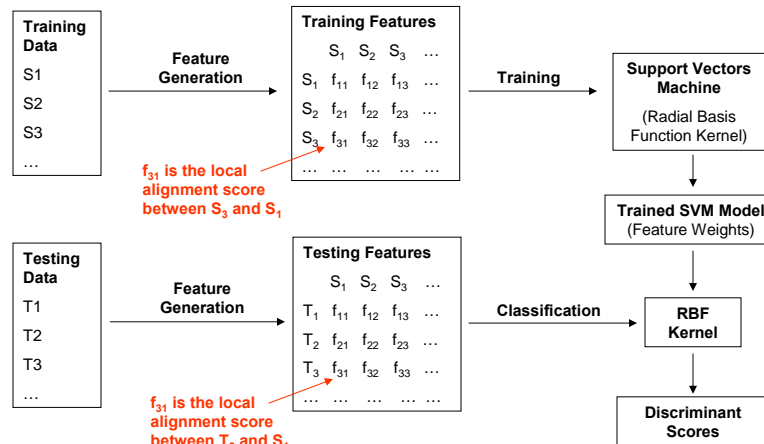 Training
Data
S1
S2
S3
…
Feature
Generation
Training Features
S1 S2 S3 …
S1 f11 f12 f13 …
S2 f21 f22 f23 …
S3 f31 f32 f33 …
… … … … …
f31 is the local
alignment score
between S3 and S1
Training
Support Vectors
Machine
(Radial Basis
Function Kernel)
Trained SVM Model
(Feature Weights)
Testing
Data
T1
T2
T3
…
Feature
Generation
Testing Features
S1 S2 S3 …
T1 f11 f12 f13 …
T2 f21 f22 f23 …
T3 f31 f32 f33 …
… … … … …
f31 is the local
alignment score
between T3 and S1
Classification
RBF
Kernel
Discriminant
Scores